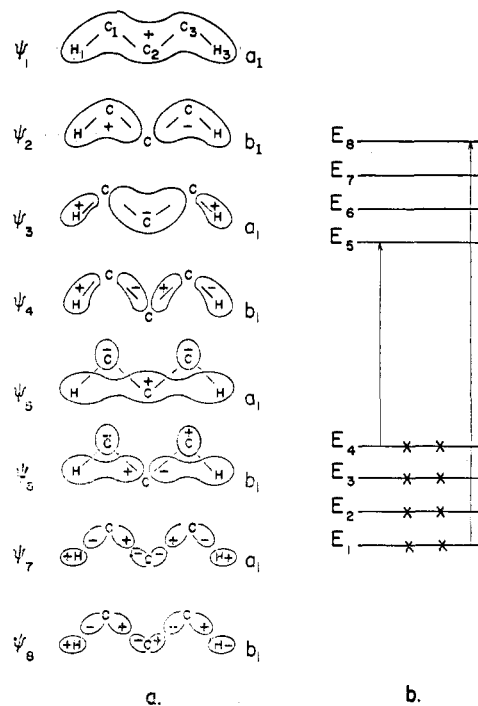 ψ₁ H₁ C₁ + C₂ C₃ H₃ a₁
ψ₂ H C + C C − H b₁
ψ₃ + H C − C C + H a₁
ψ₄ H + C − C + C − H b₁
ψ₅ H − C + C − C H a₁
H − C + C − + C H b₁
ψ₇ +H − C + − C − + C − H+ a₁
ψ₈ +H − C + − C + − C + H− b₁
a.
E₈
E₇
E₆
E₅
E₄ × ×
E₃ × ×
E₂ × ×
E₁ × ×
b.